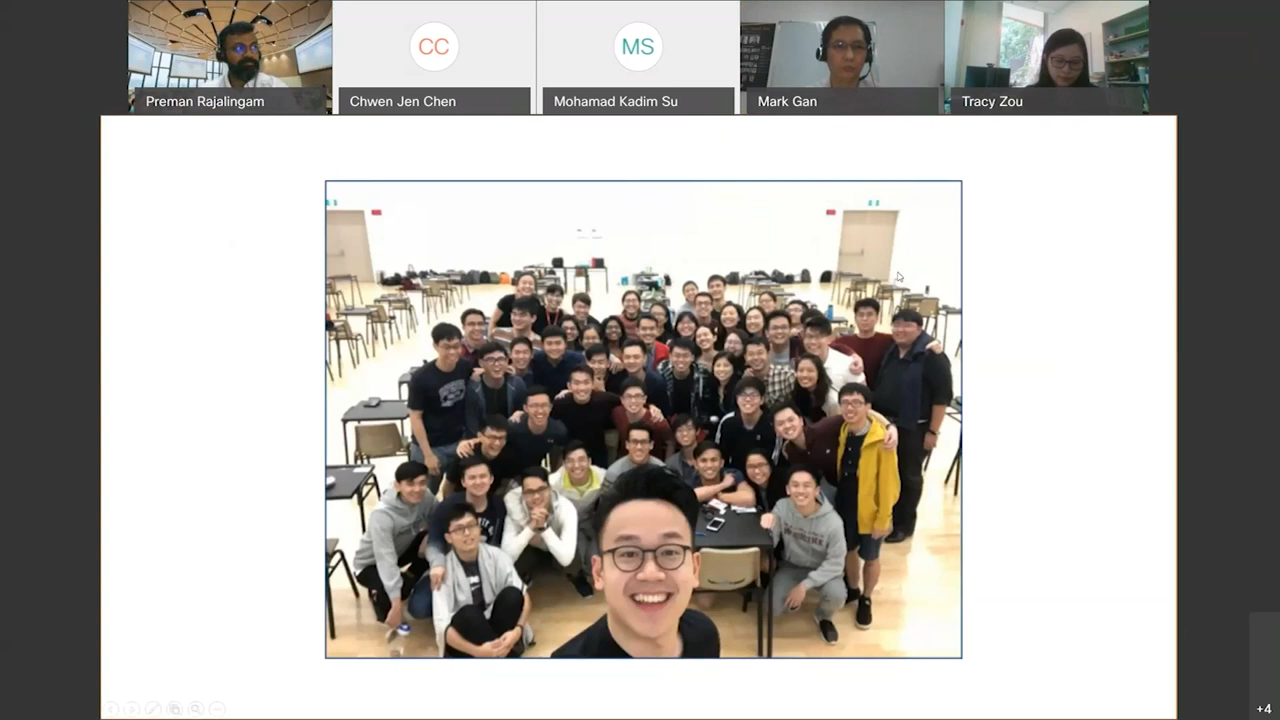 CC
MS
Preman Rajalingam
Chwen Jen Chen
Mohamad Kadim Su
Mark Gan
Tracy Zou
+4